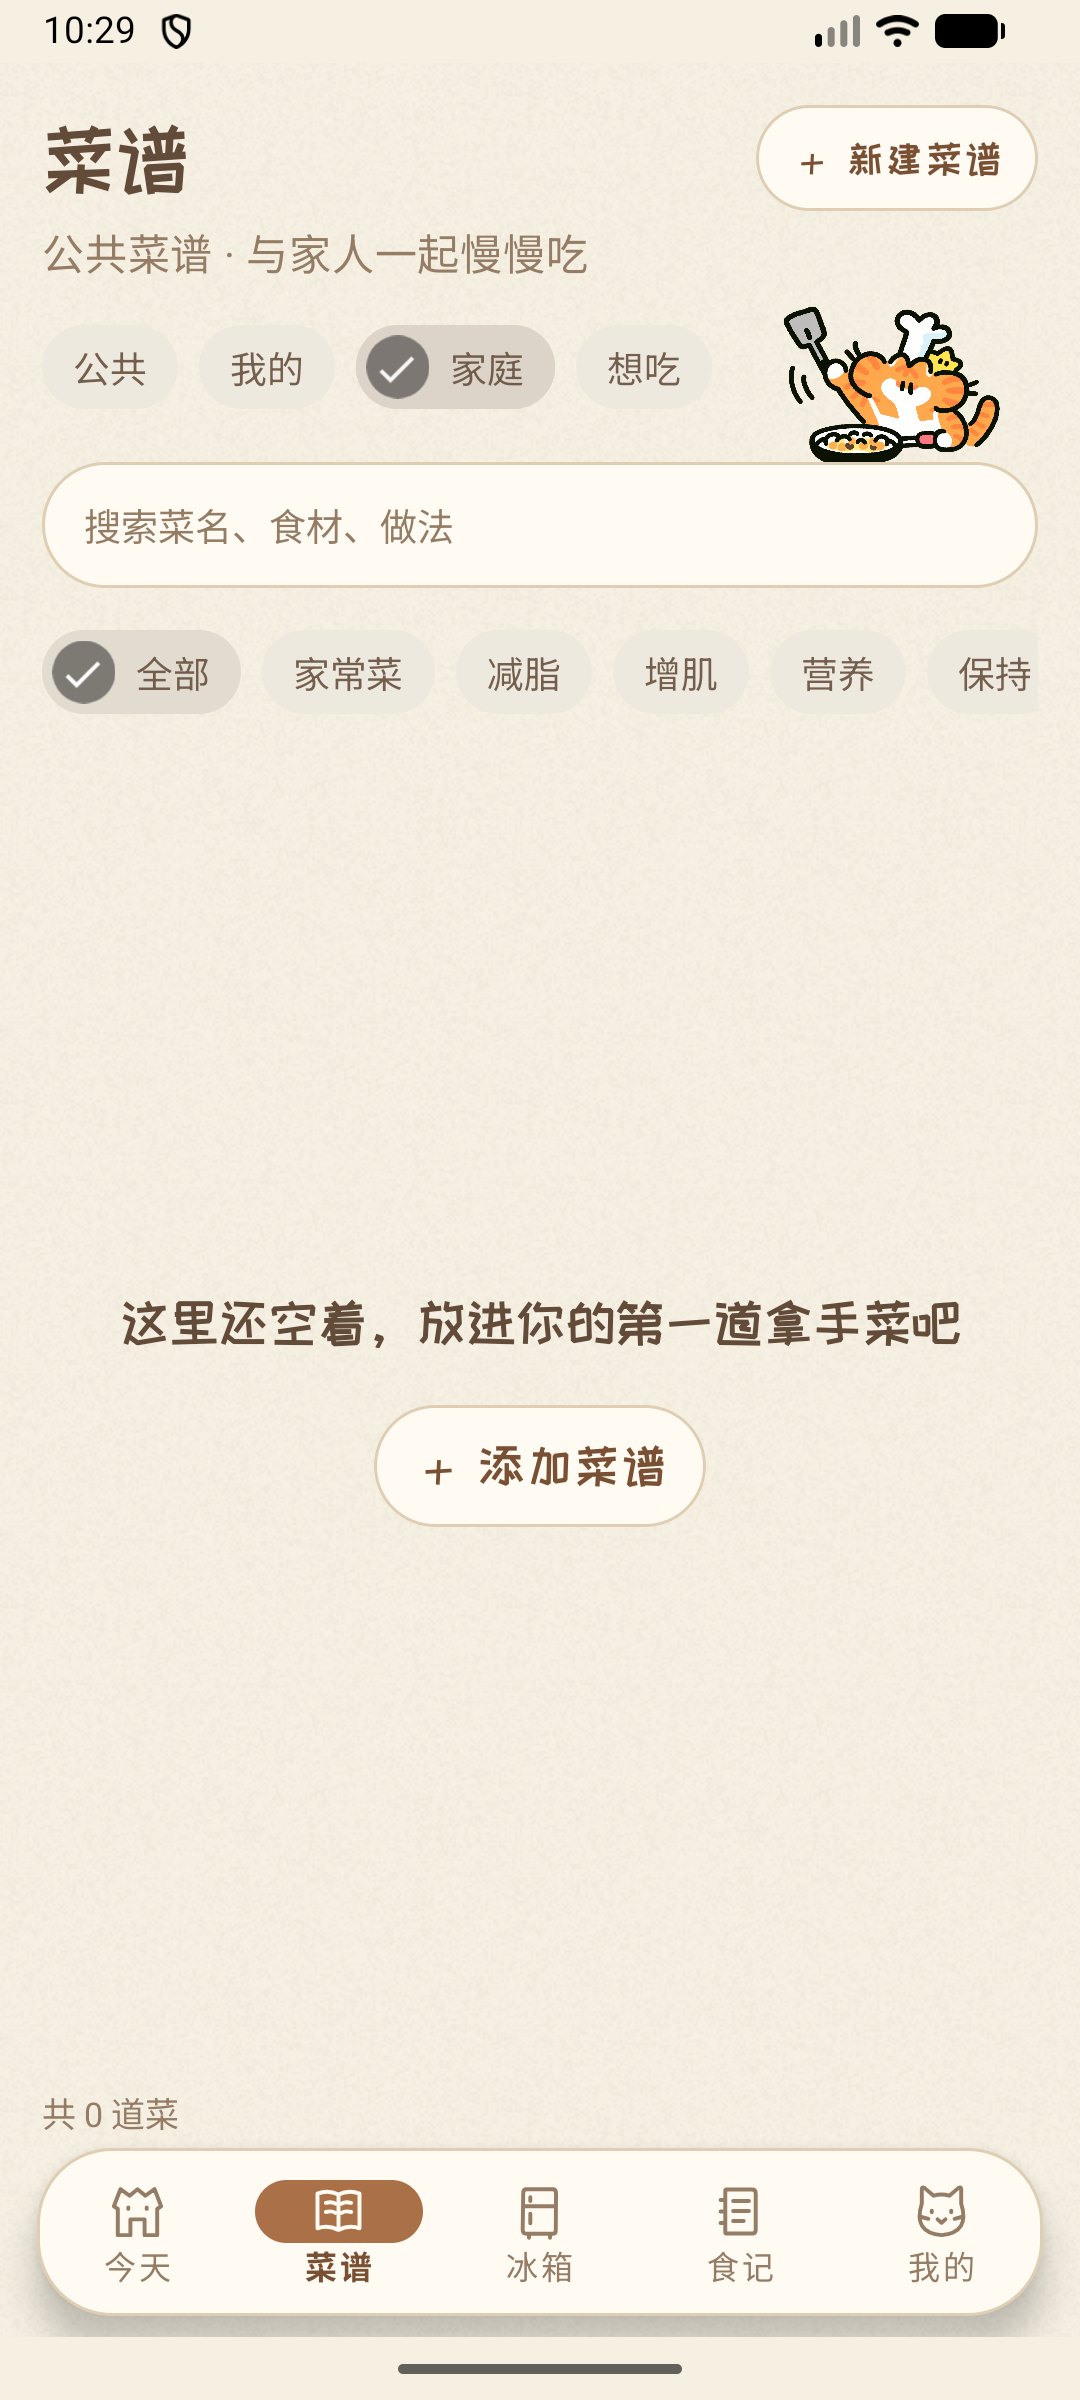 10:29
菜谱
+ 新建菜谱
公共菜谱 · 与家人一起慢慢吃
公共 我的 家庭 想吃
搜索菜名、食材、做法
全部 家常菜 减脂 增肌 营养 保持
这里还空着，放进你的第一道拿手菜吧
+ 添加菜谱
共 0 道菜
今天 菜谱 冰箱 食记 我的